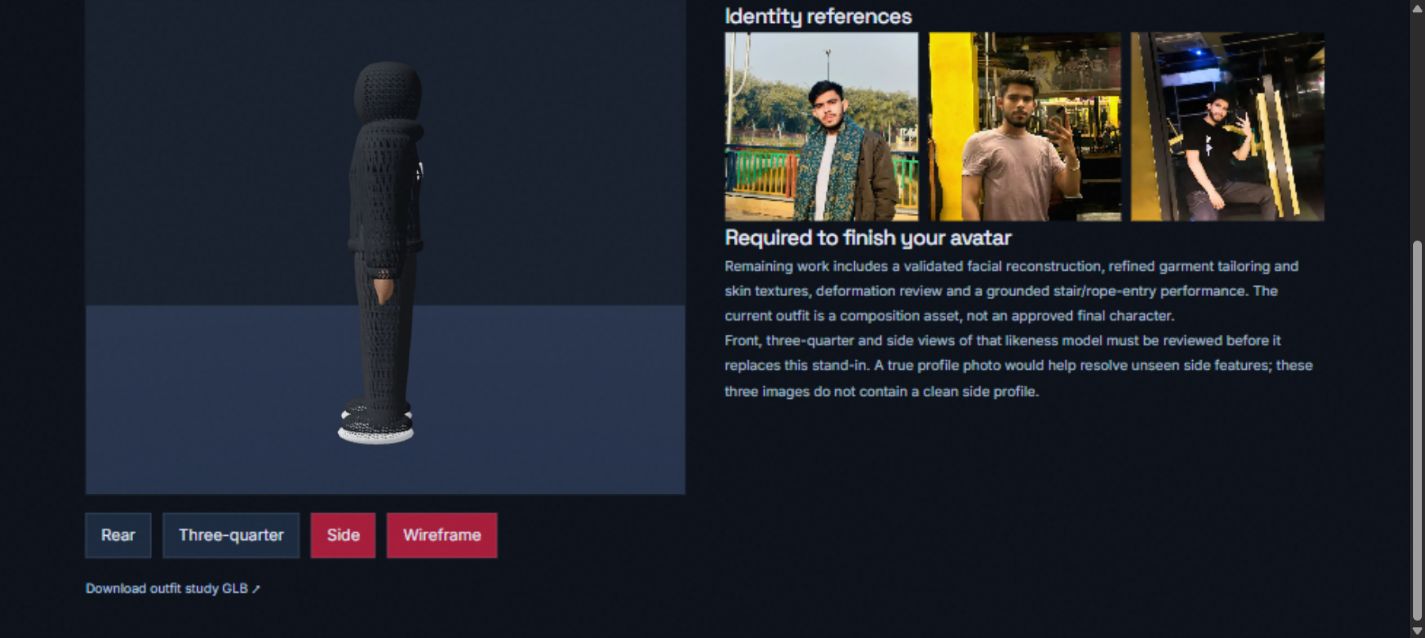 Identity references
Required to finish your avatar
Remaining work includes a validated facial reconstruction, refined garment tailoring and
skin textures, deformation review and a grounded stair/rope-entry performance. The
current outfit is a composition asset, not an approved final character.
Front, three-quarter and side views of that likeness model must be reviewed before it
replaces this stand-in. A true profile photo would help resolve unseen side features; these
three images do not contain a clean side profile.
Rear
Three-quarter
Side
Wireframe
Download outfit study GLB ↗